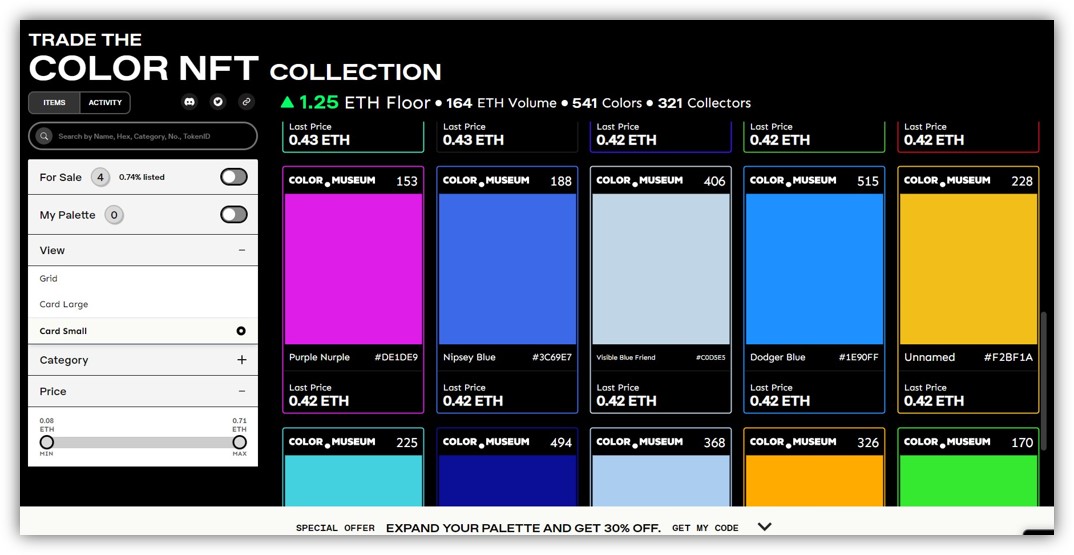 TRADE THE
COLOR NFT COLLECTION
ITEMS ACTIVITY
▲ 1.25 ETH Floor ● 164 ETH Volume ● 541 Colors ● 321 Collectors
Search by Name, Hex, Category, No., TokenID
Last Price Last Price Last Price Last Price Last Price
0.43 ETH 0.43 ETH 0.42 ETH 0.42 ETH 0.42 ETH
For Sale 4 0.74% listed
My Palette 0
View −
Grid
Card Large
Card Small
Category +
Price −
0.08 ETH MIN
0.71 ETH MAX
COLOR.MUSEUM 153
Purple Nurple #DE1DE9
Last Price
0.42 ETH
COLOR.MUSEUM 188
Nipsey Blue #3C69E7
Last Price
0.42 ETH
COLOR.MUSEUM 406
Visible Blue Friend #C0D5E5
Last Price
0.42 ETH
COLOR.MUSEUM 515
Dodger Blue #1E90FF
Last Price
0.42 ETH
COLOR.MUSEUM 228
Unnamed #F2BF1A
Last Price
0.42 ETH
COLOR.MUSEUM 225
COLOR.MUSEUM 494
COLOR.MUSEUM 368
COLOR.MUSEUM 326
COLOR.MUSEUM 170
SPECIAL OFFER EXPAND YOUR PALETTE AND GET 30% OFF. GET MY CODE